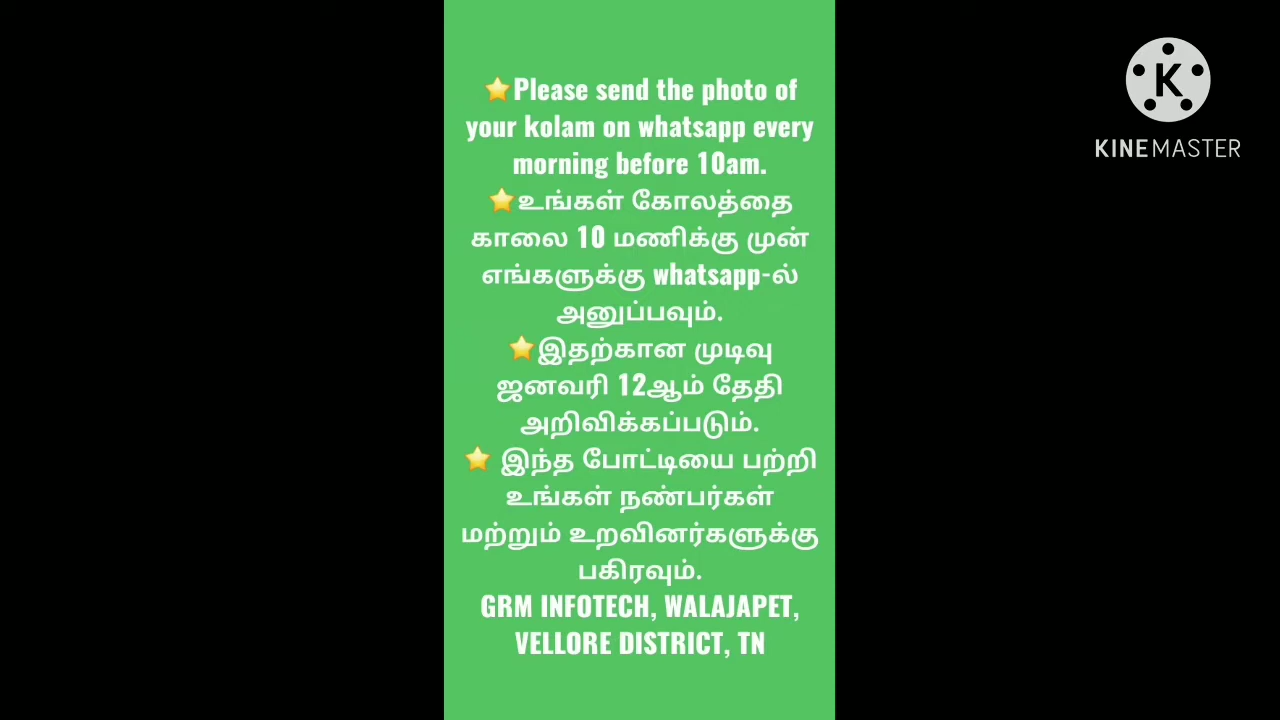 ⭐Please send the photo of
your kolam on whatsapp every
morning before 10am.
⭐உங்கள் கோலத்தை
காலை 10 மணிக்கு முன்
எங்களுக்கு whatsapp-ல்
அனுப்பவும்.
⭐இதற்கான முடிவு
ஜனவரி 12ஆம் தேதி
அறிவிக்கப்படும்.
⭐ இந்த போட்டியை பற்றி
உங்கள் நண்பர்கள்
மற்றும் உறவினர்களுக்கு
பகிரவும்.
GRM INFOTECH, WALAJAPET,
VELLORE DISTRICT, TN
K
KINEMASTER